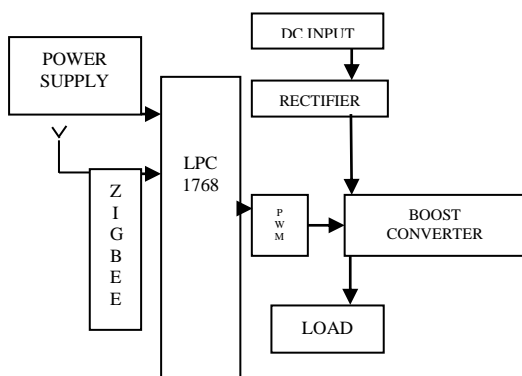 DC INPUT
POWER
SUPPLY
RECTIFIER
LPC
1768
Z
I
G
B
E
E
P
W
M
BOOST
CONVERTER
LOAD